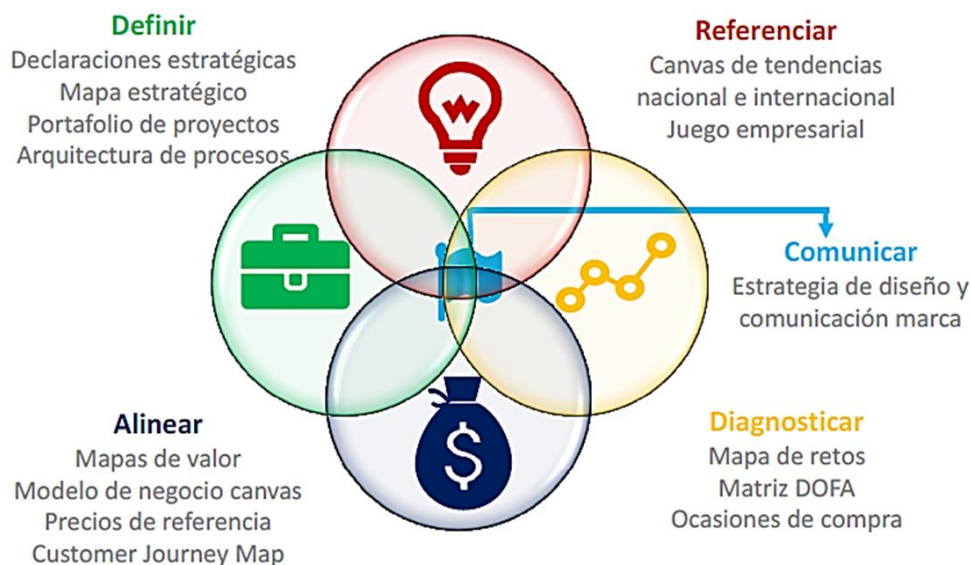 Definir
Declaraciones estratégicas
Mapa estratégico
Portafolio de proyectos
Arquitectura de procesos
Referenciar
Canvas de tendencias
nacional e internacional
Juego empresarial
Comunicar
Estrategia de diseño y
comunicación marca
Alinear
Mapas de valor
Modelo de negocio canvas
Precios de referencia
Customer Journey Map
$
Diagnosticar
Mapa de retos
Matriz DOFA
Ocasiones de compra